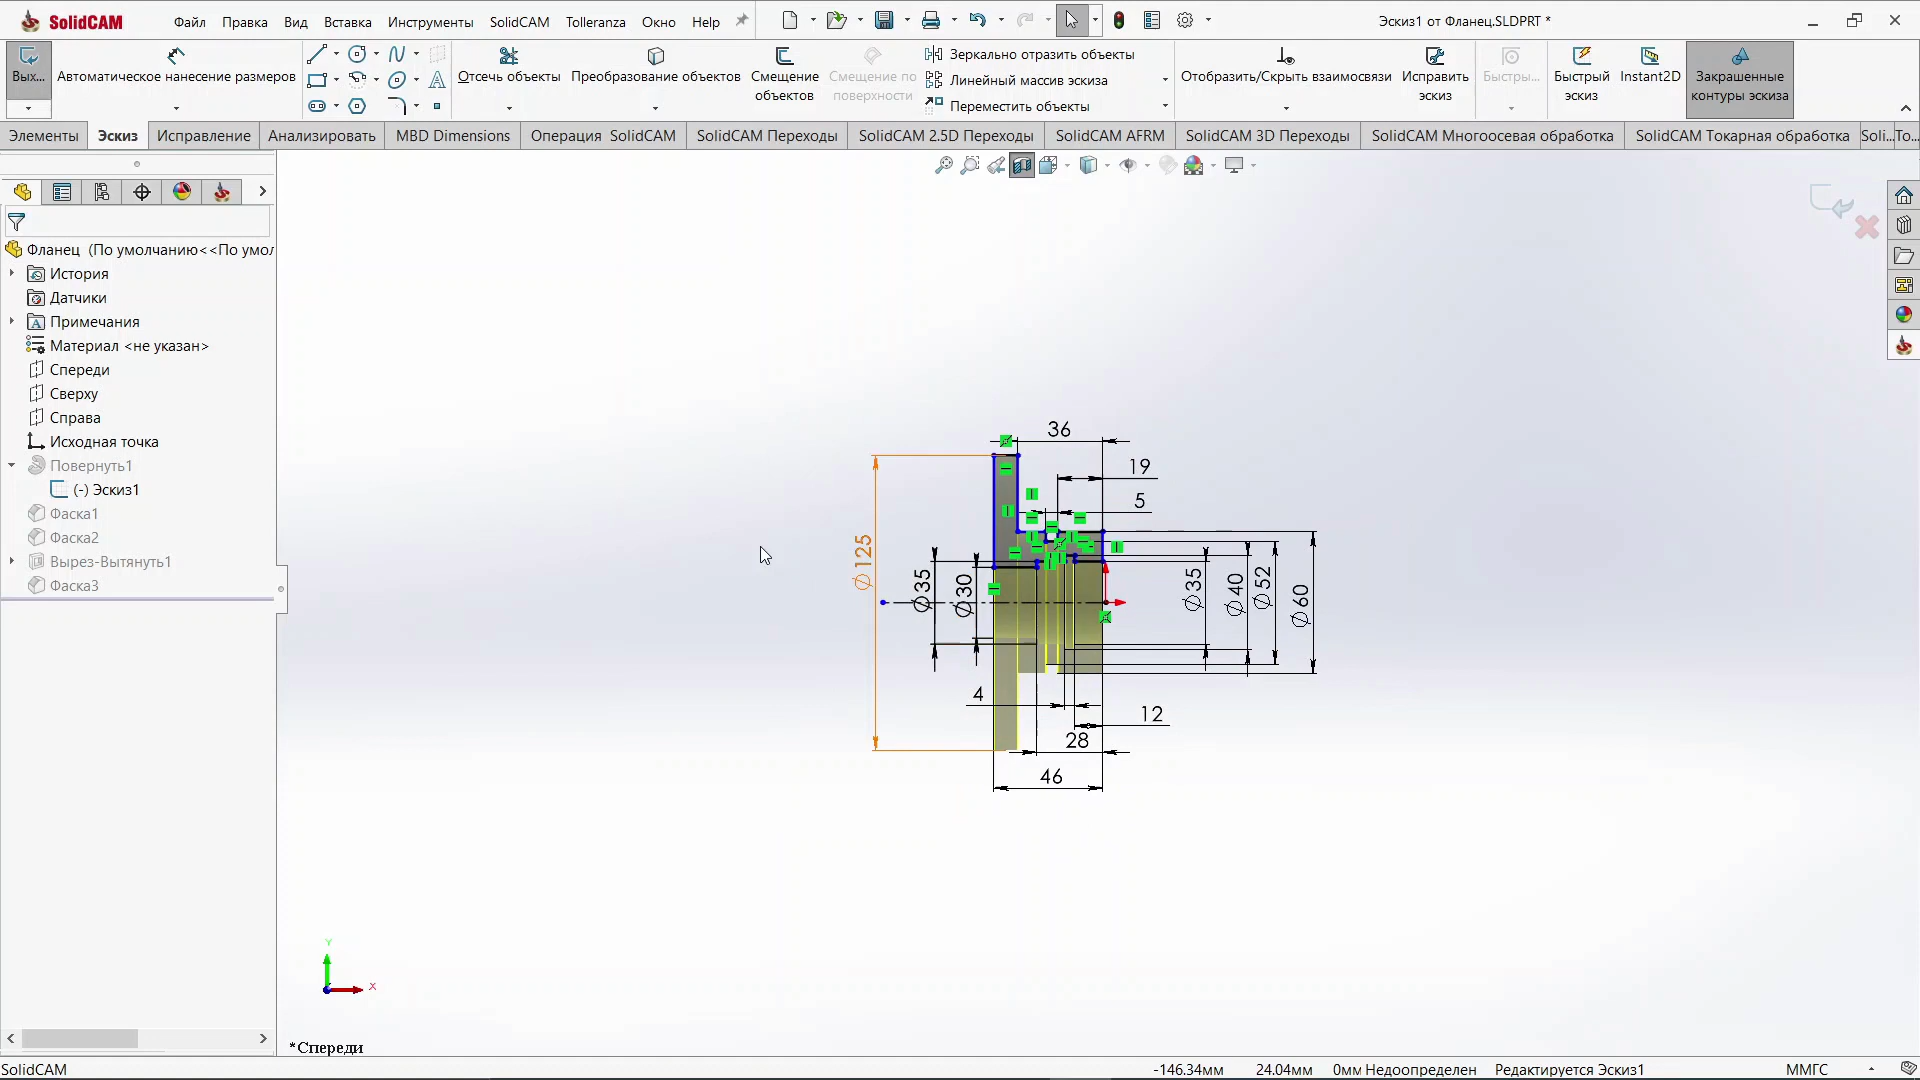 SolidCAM
Файл
Правка
Вид
Вставка
Инструменты
SolidCAM
Tolleranza
Окно
Help
Эскиз1 от Фланец.SLDPRT *
Вых...
Автоматическое нанесение размеров
Отсечь объекты
Преобразование объектов
Смещение
объектов
Смещение по
поверхности
Зеркально отразить объекты
Линейный массив эскиза
Переместить объекты
Отобразить/Скрыть взаимосвязи
Исправить
эскиз
Быстры...
Быстрый
эскиз
Instant2D
Закрашенные
контуры эскиза
Элементы
Эскиз
Исправление
Анализировать
MBD Dimensions
Операция SolidCAM
SolidCAM Переходы
SolidCAM 2.5D Переходы
SolidCAM AFRM
SolidCAM 3D Переходы
SolidCAM Многоосевая обработка
SolidCAM Токарная обработка
Soli...
То...
Фланец (По умолчанию<<По умол
История
Датчики
Примечания
Материал <не указан>
Спереди
Сверху
Справа
Исходная точка
Повернуть1
(-) Эскиз1
Фаска1
Фаска2
Вырез-Вытянуть1
Фаска3
36
19
5
∅125
∅35
∅30
∅35
∅40
∅52
∅60
4
12
28
46
Y
X
*Спереди
SolidCAM
-146.34мм
24.04мм
0мм
Недоопределен
Редактируется Эскиз1
ММГС